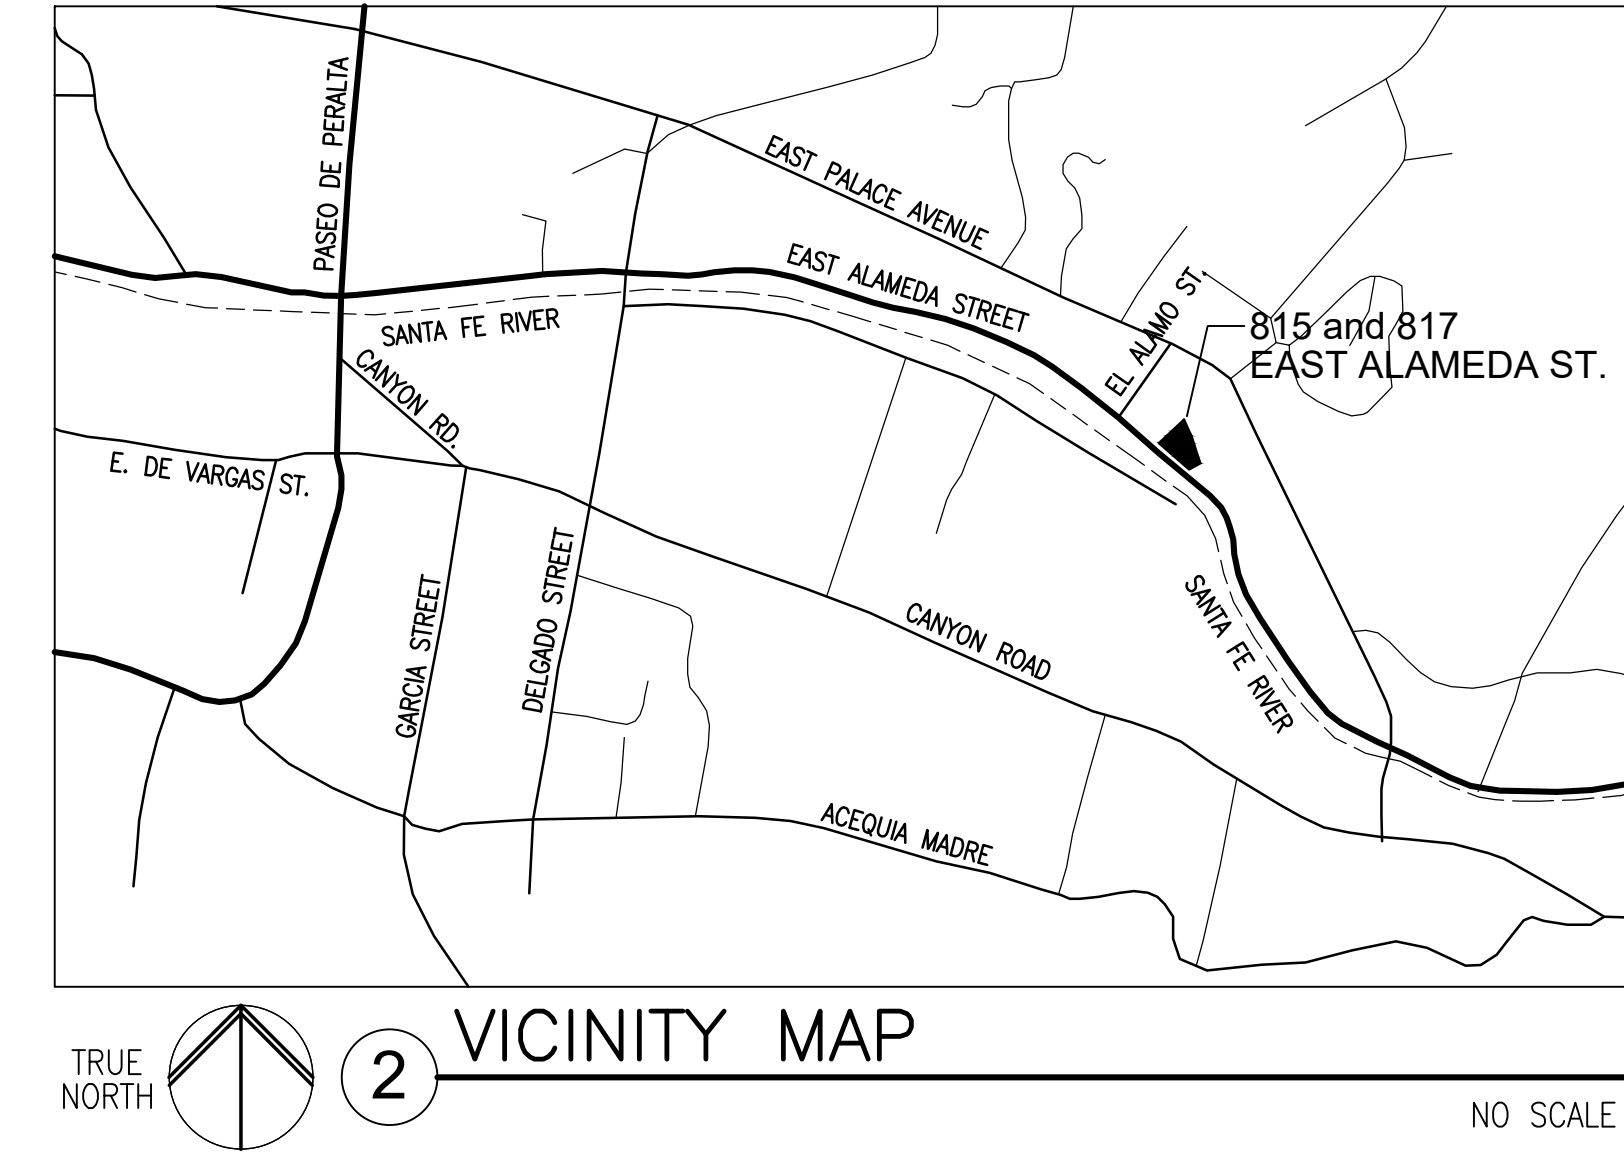 PASEO DE PERALTA
EAST PALACE AVENUE
EAST ALAMEDA STREET
EL ALAMO ST.
815 and 817
EAST ALAMEDA ST.
SANTA FE RIVER
CANYON RD.
E. DE VARGAS ST.
GARCIA STREET
DELGADO STREET
CANYON ROAD
SANTA FE RIVER
ACEQUIA MADRE
TRUE
NORTH
2
VICINITY MAP
NO SCALE